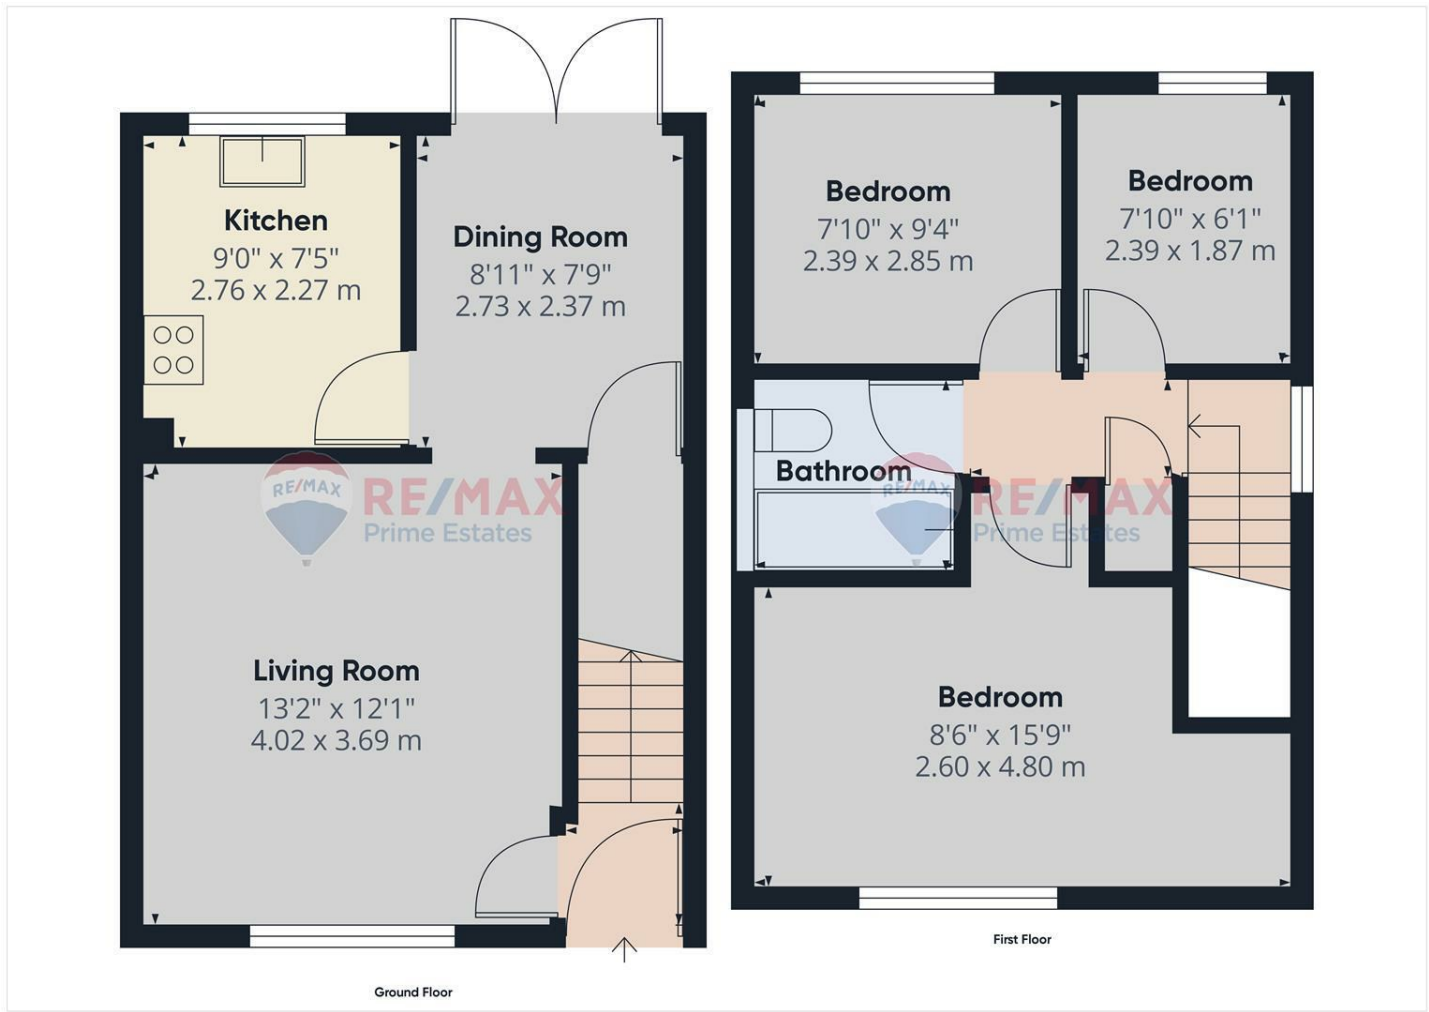 Kitchen
9'0" x 7'5"
2.76 x 2.27 m
Dining Room
8'11" x 7'9"
2.73 x 2.37 m
RE/MAX
RE/MAX
Prime Estates
Living Room
13'2" x 12'1"
4.02 x 3.69 m
Ground Floor
Bedroom
7'10" x 9'4"
2.39 x 2.85 m
Bedroom
7'10" x 6'1"
2.39 x 1.87 m
Bathroom
RE/MAX
RE/MAX
Prime Estates
Bedroom
8'6" x 15'9"
2.60 x 4.80 m
First Floor